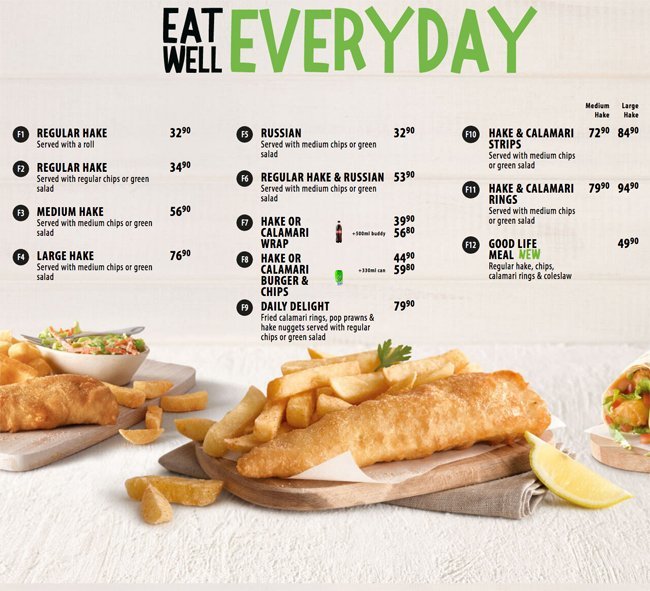 EAT
WELL
EVERYDAY
F1 REGULAR HAKE 32⁹⁰
Served with a roll
F2 REGULAR HAKE 34⁹⁰
Served with regular chips or green
salad
F3 MEDIUM HAKE 56⁹⁰
Served with medium chips or green
salad
F4 LARGE HAKE 76⁹⁰
Served with medium chips or green
salad
F5 RUSSIAN 32⁹⁰
Served with medium chips or green
salad
F6 REGULAR HAKE & RUSSIAN 53⁹⁰
Served with medium chips or green
salad
F7 HAKE OR 39⁹⁰
CALAMARI +500ml buddy 56⁸⁰
WRAP
F8 HAKE OR 44⁹⁰
CALAMARI +330ml can 59⁸⁰
BURGER &
CHIPS
F9 DAILY DELIGHT 79⁹⁰
Fried calamari rings, pop prawns &
hake nuggets served with regular
chips or green salad
Medium Large
Hake Hake
F10 HAKE & CALAMARI 72⁹⁰ 84⁹⁰
STRIPS
Served with medium chips
or green salad
F11 HAKE & CALAMARI 79⁹⁰ 94⁹⁰
RINGS
Served with medium chips
or green salad
F12 GOOD LIFE 49⁹⁰
MEAL NEW
Regular hake, chips,
calamari rings & coleslaw